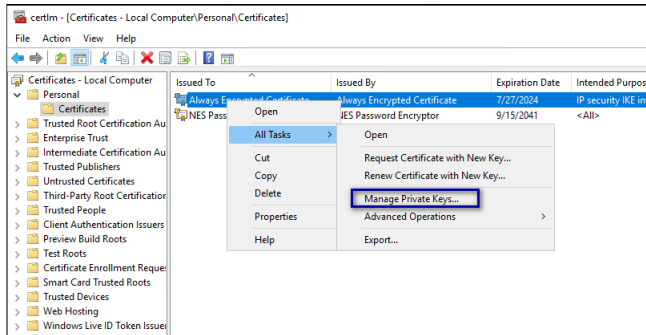 certlm - [Certificates - Local Computer\Personal\Certificates]
File Action View Help
Certificates - Local Computer
Personal
Certificates
Trusted Root Certification Au
Enterprise Trust
Intermediate Certification Au
Trusted Publishers
Untrusted Certificates
Third-Party Root Certification
Trusted People
Client Authentication Issuers
Preview Build Roots
Test Roots
Certificate Enrollment Reques
Smart Card Trusted Roots
Trusted Devices
Web Hosting
Windows Live ID Token Issuer
Issued To Issued By Expiration Date Intended Purpos
Always Encrypted Certificate Always Encrypted Certificate 7/27/2024 IP security IKE in
NES Pass NES Password Encryptor 9/15/2041 <All>
Open
All Tasks
Cut
Copy
Delete
Properties
Help
Open
Request Certificate with New Key...
Renew Certificate with New Key...
Manage Private Keys...
Advanced Operations
Export...